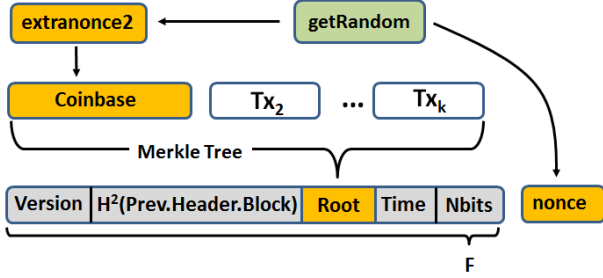 extranonce2
getRandom
Coinbase
Tx2
...
Txk
Merkle Tree
Version
H²(Prev.Header.Block)
Root
Time
Nbits
nonce
F